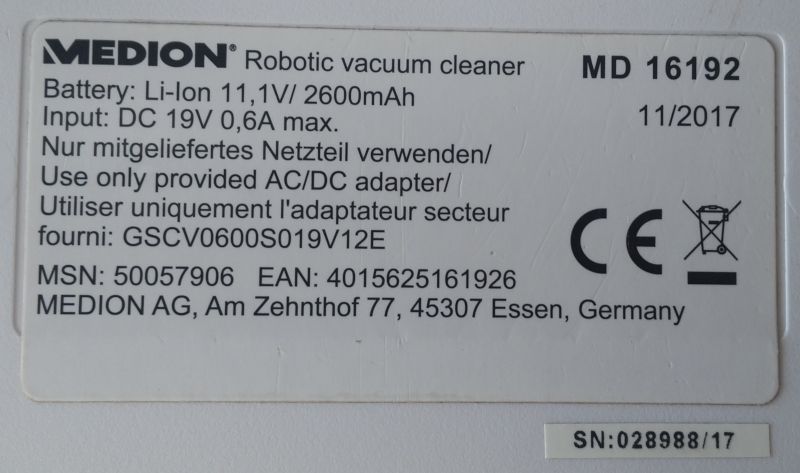 MEDION® Robotic vacuum cleaner MD 16192
Battery: Li-Ion 11,1V/ 2600mAh
Input: DC 19V 0,6A max. 11/2017
Nur mitgeliefertes Netzteil verwenden/
Use only provided AC/DC adapter/
Utiliser uniquement l'adaptateur secteur
fourni: GSCV0600S019V12E
CE
MSN: 50057906 EAN: 4015625161926
MEDION AG, Am Zehnthof 77, 45307 Essen, Germany
SN:028988/17